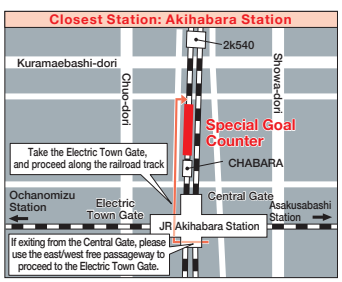 Closest Station: Akihabara Station
2k540
Kuramaebashi-dori
Chuo-dori
Showa-dori
Special Goal
Counter
Take the Electric Town Gate,
and proceed along the railroad track
CHABARA
Ochanomizu
Station
Electric
Town Gate
Central Gate
Asakusabashi
Station
JR Akihabara Station
If exiting from the Central Gate, please
use the east/west free passageway to
proceed to the Electric Town Gate.